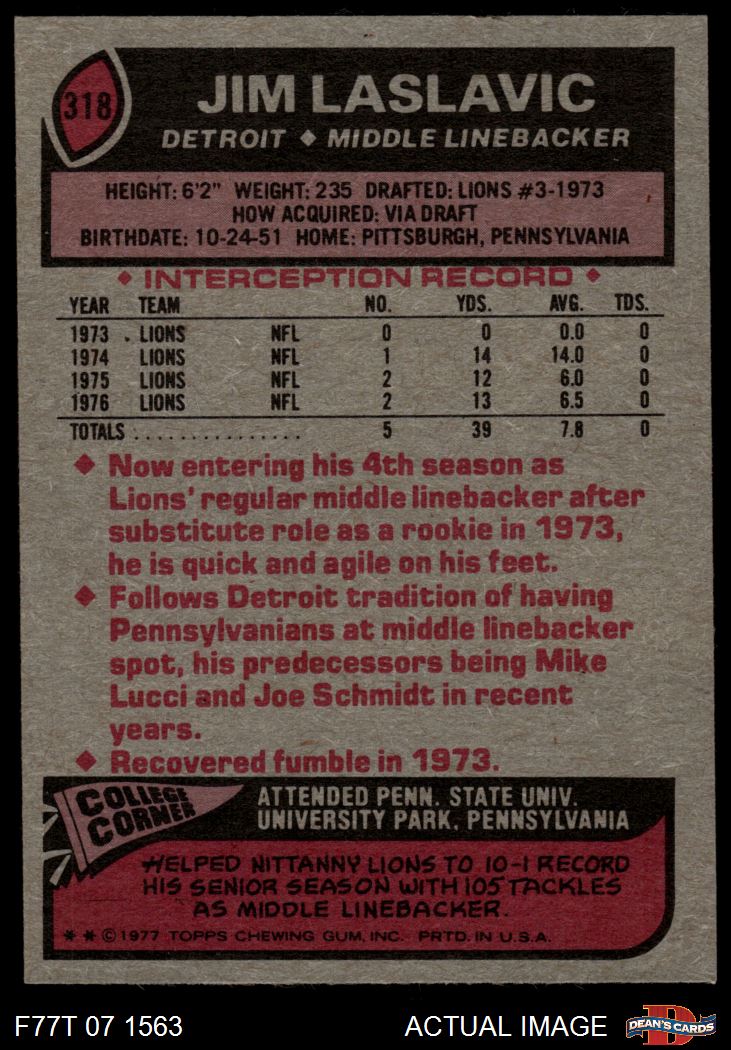 318
JIM LASLAVIC
DETROIT ◆ MIDDLE LINEBACKER
HEIGHT: 6'2" WEIGHT: 235 DRAFTED: LIONS #3-1973
HOW ACQUIRED: VIA DRAFT
BIRTHDATE: 10-24-51 HOME: PITTSBURGH, PENNSYLVANIA
◆ INTERCEPTION RECORD ◆
YEAR TEAM NO. YDS. AVG. TDS.
1973 LIONS NFL 0 0 0.0 0
1974 LIONS NFL 1 14 14.0 0
1975 LIONS NFL 2 12 6.0 0
1976 LIONS NFL 2 13 6.5 0
TOTALS . . . . . . . . . . . . . . . . 5 39 7.8 0
◆ Now entering his 4th season as
Lions' regular middle linebacker after
substitute role as a rookie in 1973,
he is quick and agile on his feet.
◆ Follows Detroit tradition of having
Pennsylvanians at middle linebacker
spot, his predecessors being Mike
Lucci and Joe Schmidt in recent
years.
◆ Recovered fumble in 1973.
COLLEGE
CORNER
ATTENDED PENN. STATE UNIV.
UNIVERSITY PARK, PENNSYLVANIA
HELPED NITTANNY LIONS TO 10-1 RECORD
HIS SENIOR SEASON WITH 105 TACKLES
AS MIDDLE LINEBACKER.
* * © 1977 TOPPS CHEWING GUM, INC. PRTD. IN U.S.A.
F77T 07 1563
ACTUAL IMAGE
D
DEAN'S CARDS